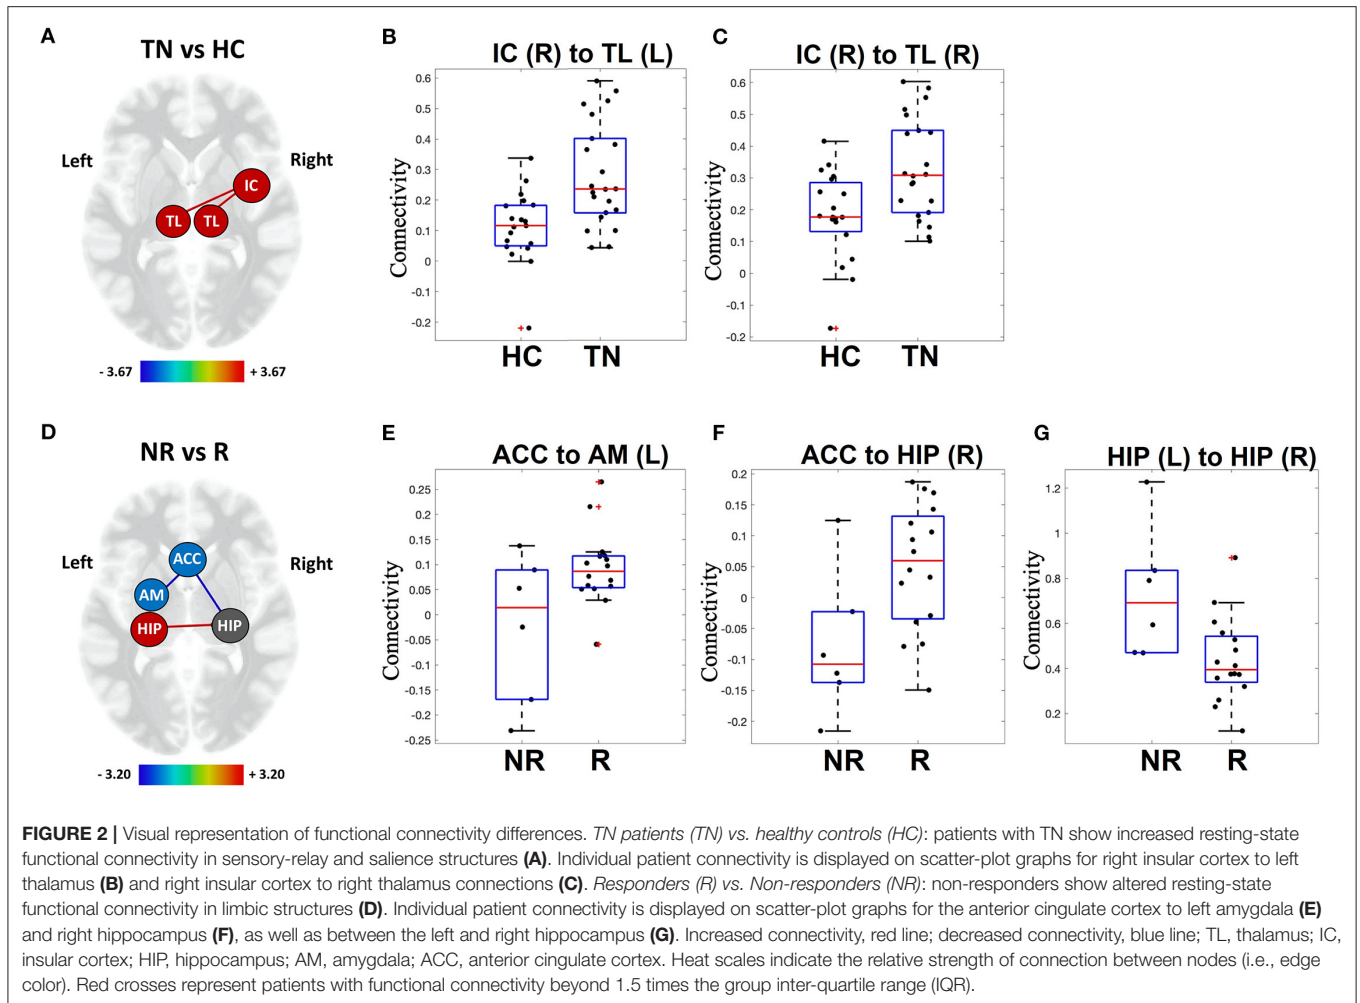 A
TN vs HC
Left
Right
IC
TL
TL
- 3.67
+ 3.67
B
IC (R) to TL (L)
Connectivity
0.6
0.5
0.4
0.3
0.2
0.1
0
-0.1
-0.2
HC
TN
C
IC (R) to TL (R)
Connectivity
0.6
0.5
0.4
0.3
0.2
0.1
0
-0.1
-0.2
HC
TN
D
NR vs R
Left
Right
ACC
AM
HIP
HIP
- 3.20
+ 3.20
E
ACC to AM (L)
Connectivity
0.25
0.2
0.15
0.1
0.05
0
-0.05
-0.1
-0.15
-0.2
-0.25
NR
R
F
ACC to HIP (R)
Connectivity
0.2
0.15
0.1
0.05
0
-0.05
-0.1
-0.15
-0.2
NR
R
G
HIP (L) to HIP (R)
1.2
1
0.8
0.6
0.4
0.2
NR
R
FIGURE 2 | Visual representation of functional connectivity differences. TN patients (TN) vs. healthy controls (HC): patients with TN show increased resting-state
functional connectivity in sensory-relay and salience structures (A). Individual patient connectivity is displayed on scatter-plot graphs for right insular cortex to left
thalamus (B) and right insular cortex to right thalamus connections (C). Responders (R) vs. Non-responders (NR): non-responders show altered resting-state
functional connectivity in limbic structures (D). Individual patient connectivity is displayed on scatter-plot graphs for the anterior cingulate cortex to left amygdala (E)
and right hippocampus (F), as well as between the left and right hippocampus (G). Increased connectivity, red line; decreased connectivity, blue line; TL, thalamus; IC,
insular cortex; HIP, hippocampus; AM, amygdala; ACC, anterior cingulate cortex. Heat scales indicate the relative strength of connection between nodes (i.e., edge
color). Red crosses represent patients with functional connectivity beyond 1.5 times the group inter-quartile range (IQR).